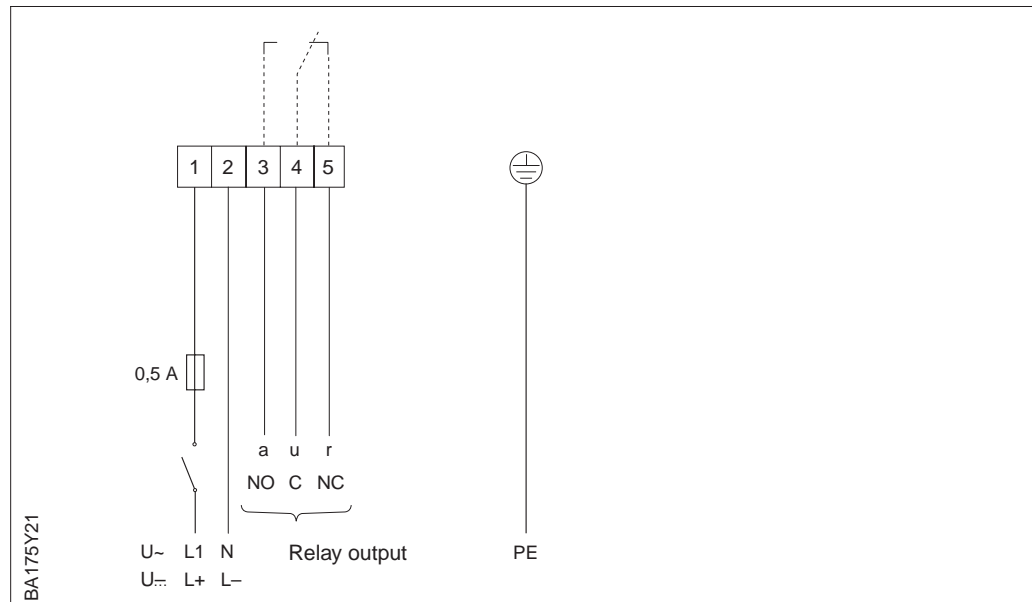 1 2 3 4 5
0,5 A
a u r
NO C NC
U~ L1 N Relay output PE
U⎓ L+ L–
BA175Y21